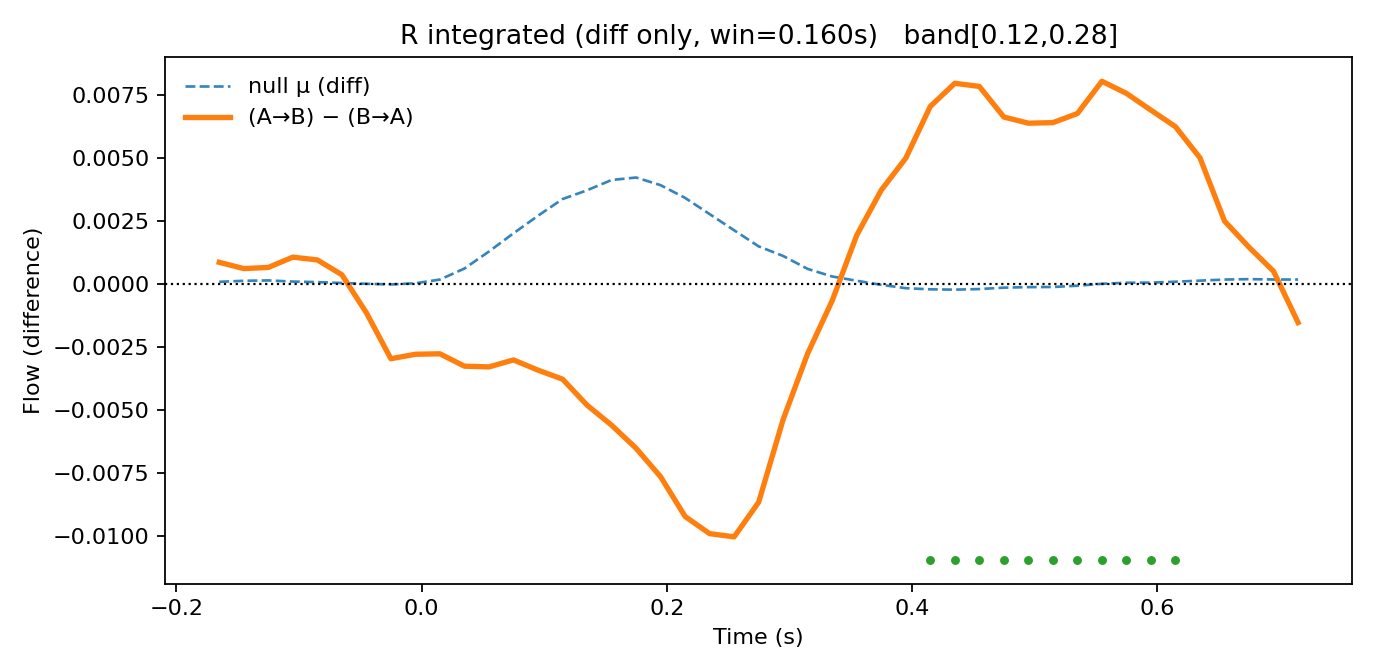 R integrated (diff only, win=0.160s)   band[0.12,0.28]
null μ (diff)
(A→B) − (B→A)
Flow (difference)
0.0075
0.0050
0.0025
0.0000
−0.0025
−0.0050
−0.0075
−0.0100
−0.2
0.0
0.2
0.4
0.6
Time (s)